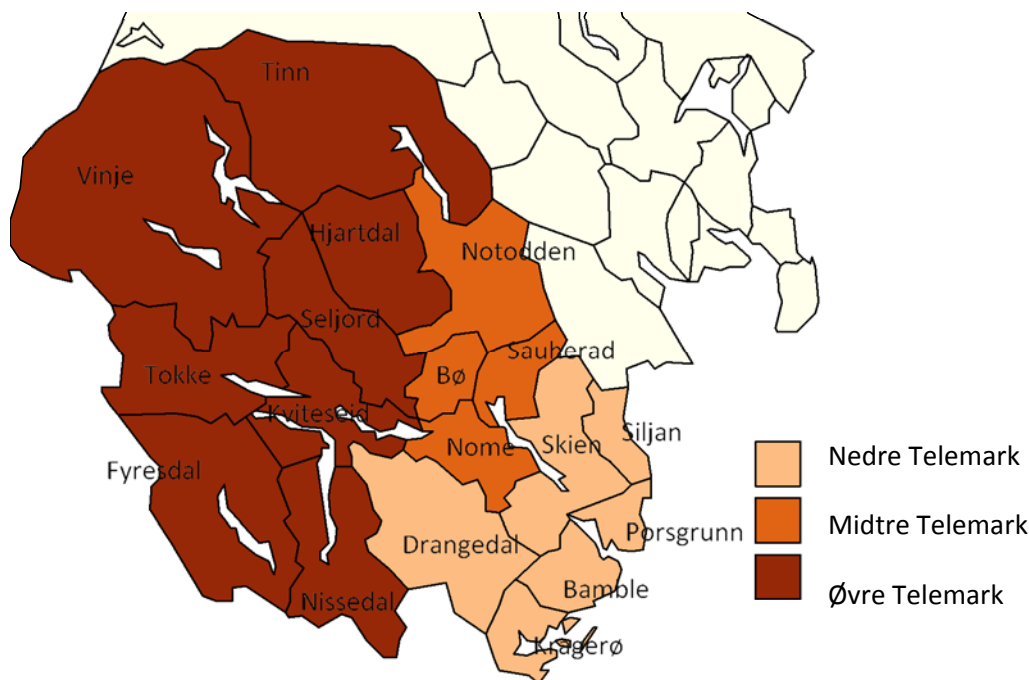 Tinn
Vinje
Hjartdal
Notodden
Seljord
Sauherad
Tokke
Bø
Kviteseid
Siljan
Nome
Skien
Fyresdal
Nedre Telemark
Midtre Telemark
Porsgrunn
Drangedal
Bamble
Øvre Telemark
Nissedal
Kragerø